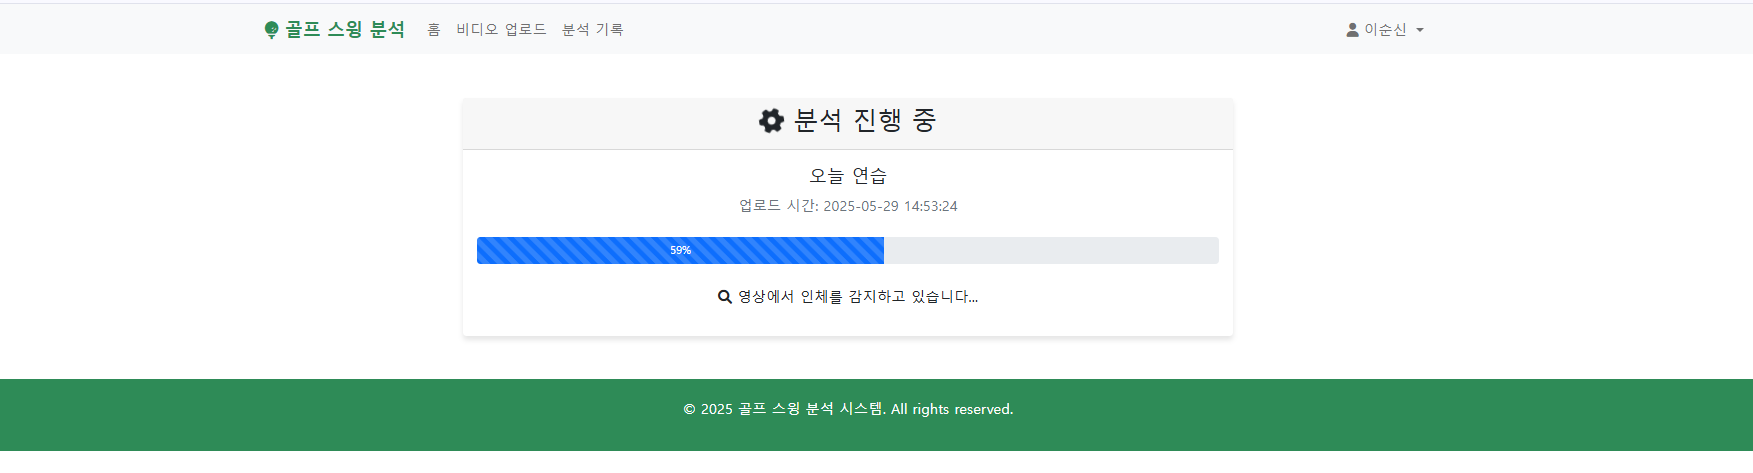 골프 스윙 분석 홈 비디오 업로드 분석 기록 이순신
분석 진행 중
오늘 연습
업로드 시간: 2025-05-29 14:53:24
59%
영상에서 인체를 감지하고 있습니다...
© 2025 골프 스윙 분석 시스템. All rights reserved.